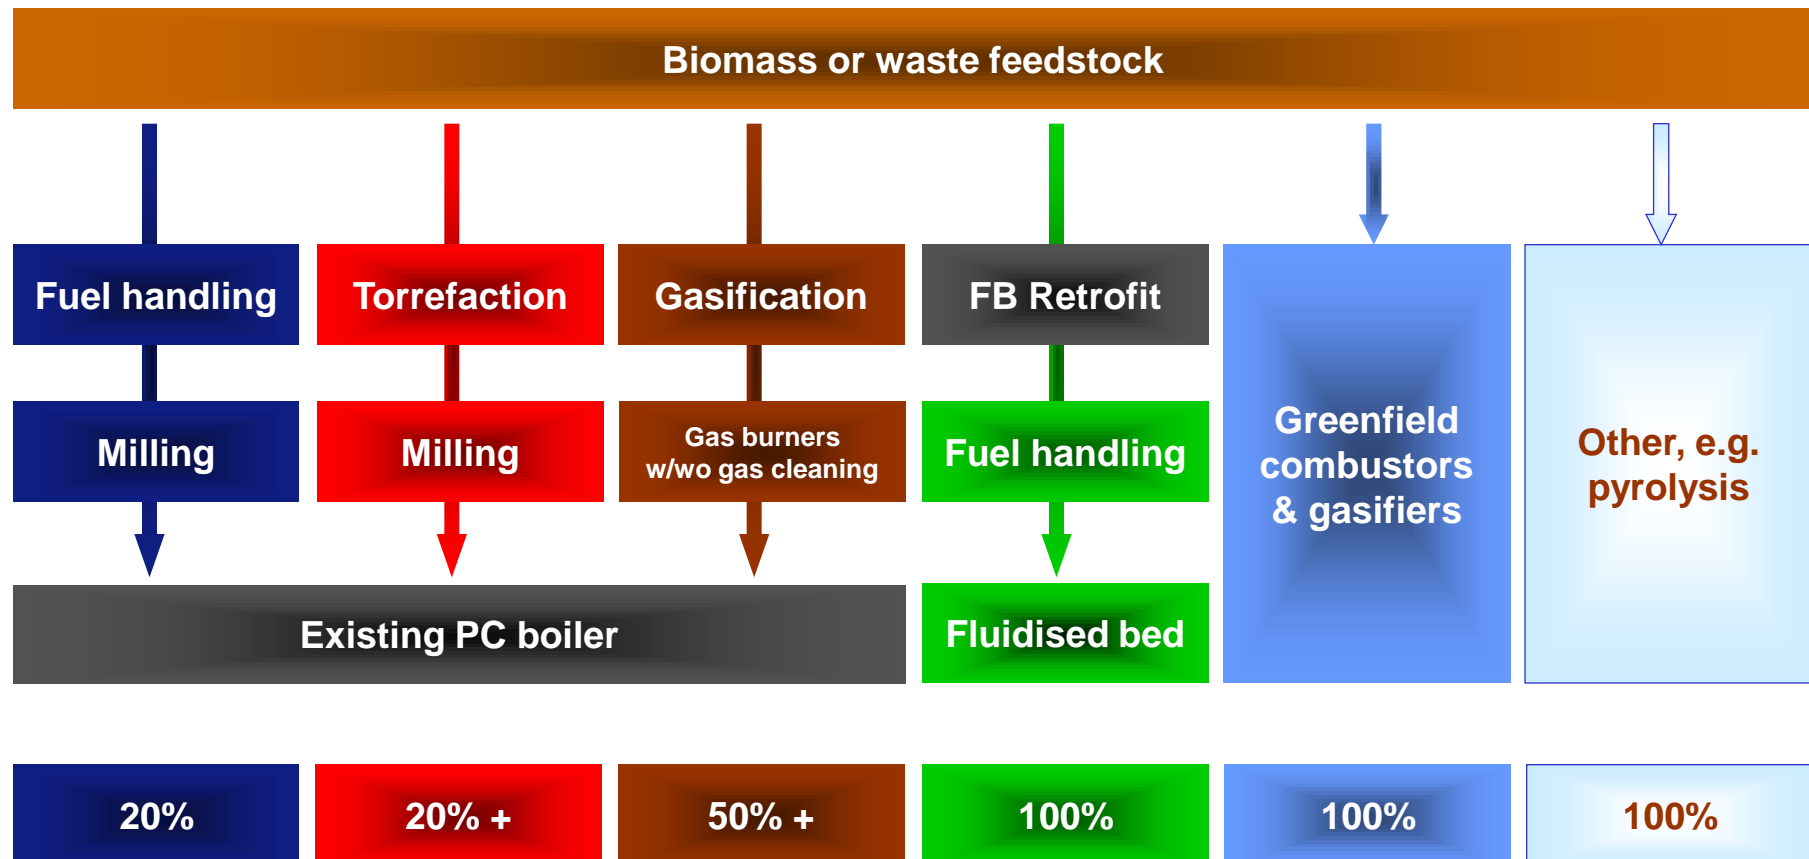 Biomass or waste feedstock
Fuel handling
Torrefaction
Gasification
FB Retrofit
Milling
Milling
Gas burners
w/wo gas cleaning
Fuel handling
Greenfield
combustors
& gasifiers
Other, e.g.
pyrolysis
Existing PC boiler
Fluidised bed
20%
20% +
50% +
100%
100%
100%